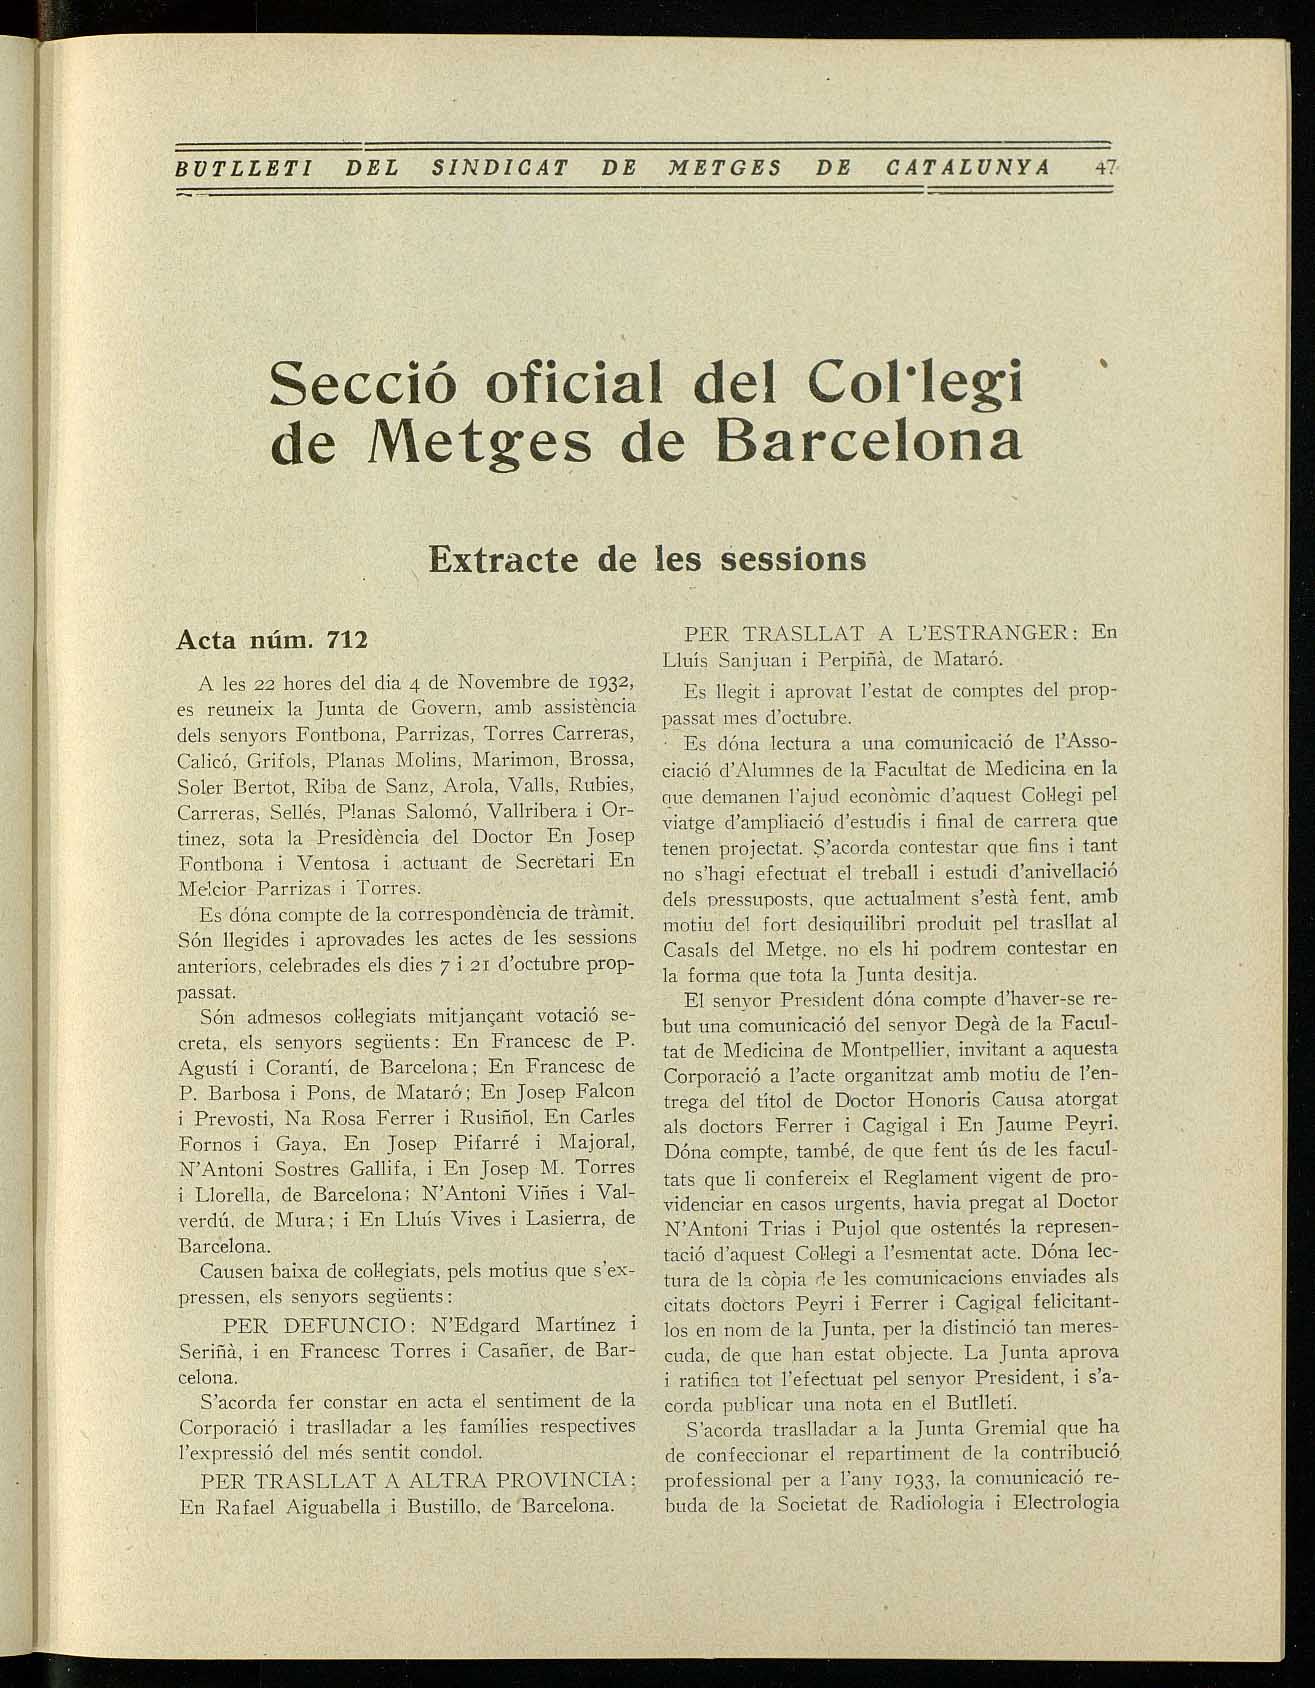 BUTLLETI DEL SINDICAT DE METGES DE CATALUNYA 47
Secció oficial del Col·legi
de Metges de Barcelona
Extracte de les sessions
Acta núm. 712
A les 22 hores del dia 4 de Novembre de 1932,
es reuneix la Junta de Govern, amb assistència
dels senyors Fontbona, Parrizas, Torres Carreras,
Calicó, Grifols, Planas Molins, Marimon, Brossa,
Soler Bertot, Riba de Sanz, Arola, Valls, Rubies,
Carreras, Sellés, Planas Salomó, Vallribera i Or-
tínez, sota la Presidència del Doctor En Josep
Fontbona i Ventosa i actuant de Secretari En
Melcior Parrizas i Torres.
Es dóna compte de la correspondència de tràmit.
Són llegides i aprovades les actes de les sessions
anteriors, celebrades els dies 7 i 21 d'octubre prop-
passat.
Són admesos col·legiats mitjançant votació se-
creta, els senyors següents: En Francesc de P.
Agustí i Corantí, de Barcelona; En Francesc de
P. Barbosa i Pons, de Mataró; En Josep Falcon
i Prevosti, Na Rosa Ferrer i Rusiñol, En Carles
Fornos i Gaya, En Josep Pifarré i Majoral,
N'Antoni Sostres Gallifa, i En Josep M. Torres
i Llorella, de Barcelona; N'Antoni Viñes i Val-
verdú, de Mura; i En Lluís Vives i Lasierra, de
Barcelona.
Causen baixa de col·legiats, pels motius que s'ex-
pressen, els senyors següents:
PER DEFUNCIO: N'Edgard Martínez i
Seriñà, i en Francesc Torres i Casañer, de Bar-
celona.
S'acorda fer constar en acta el sentiment de la
Corporació i traslladar a les famílies respectives
l'expressió del més sentit condol.
PER TRASLLAT A ALTRA PROVINCIA:
En Rafael Aiguabella i Bustillo, de Barcelona.
PER TRASLLAT A L'ESTRANGER: En
Lluís Sanjuan i Perpiñà, de Mataró.
Es llegit i aprovat l'estat de comptes del prop-
passat mes d'octubre.
Es dóna lectura a una comunicació de l'Asso-
ciació d'Alumnes de la Facultat de Medicina en la
que demanen l'ajud econòmic d'aquest Col·legi pel
viatge d'ampliació d'estudis i final de carrera que
tenen projectat. S'acorda contestar que fins i tant
no s'hagi efectuat el treball i estudi d'anivellació
dels pressuposts, que actualment s'està fent, amb
motiu del fort desiquilibri produit pel trasllat al
Casals del Metge, no els hi podrem contestar en
la forma que tota la Junta desitja.
El senyor President dóna compte d'haver-se re-
but una comunicació del senyor Degà de la Facul-
tat de Medicina de Montpellier, invitant a aquesta
Corporació a l'acte organitzat amb motiu de l'en-
trega del títol de Doctor Honoris Causa atorgat
als doctors Ferrer i Cagigal i En Jaume Peyri.
Dóna compte, també, de que fent ús de les facul-
tats que li confereix el Reglament vigent de pro-
videnciar en casos urgents, havia pregat al Doctor
N'Antoni Trias i Pujol que ostentés la represen-
tació d'aquest Col·legi a l'esmentat acte. Dóna lec-
tura de la còpia de les comunicacions enviades als
citats doctors Peyri i Ferrer i Cagigal felicitant-
los en nom de la Junta, per la distinció tan meres-
cuda, de que han estat objecte. La Junta aprova
i ratifica tot l'efectuat pel senyor President, i s'a-
corda publicar una nota en el Butlletí.
S'acorda traslladar a la Junta Gremial que ha
de confeccionar el repartiment de la contribució
professional per a l'any 1933, la comunicació re-
buda de la Societat de Radiologia i Electrologia